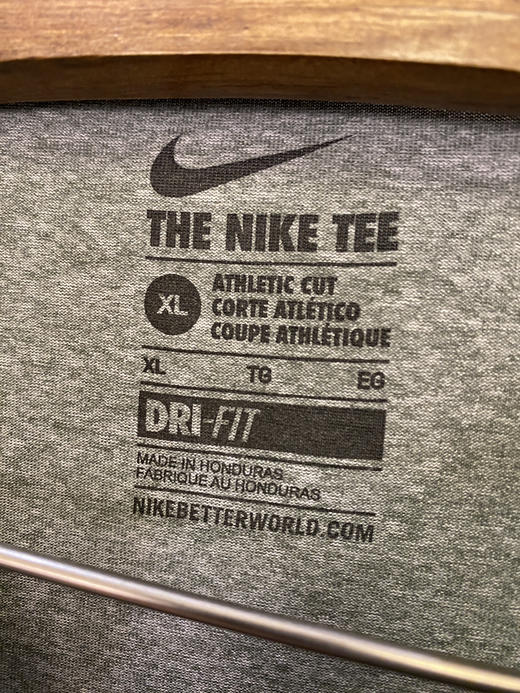 THE NIKE TEE
XL
ATHLETIC CUT
CORTE ATLÉTICO
COUPE ATHLÉTIQUE
XL TG EG
DRI-FIT
MADE IN HONDURAS
FABRIQUE AU HONDURAS
NIKEBETTERWORLD.COM